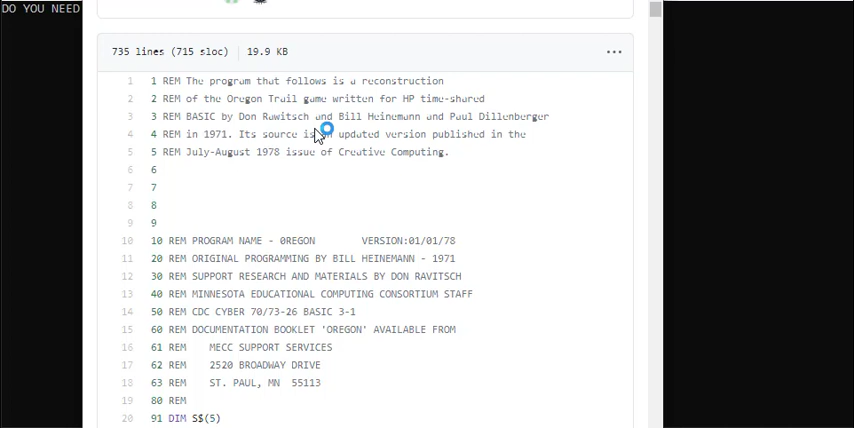 DO YOU NEED
735 lines (715 sloc) 19.9 KB
1 1 REM The program that follows is a reconstruction
2 2 REM of the Oregon Trail game written for HP time-shared
3 3 REM BASIC by Don Rawitsch and Bill Heinemann and Paul Dillenberger
4 4 REM in 1971. Its source is an updated version published in the
5 5 REM July-August 1978 issue of Creative Computing.
6 6
7 7
8 8
9 9
10 10 REM PROGRAM NAME - 0REGON VERSION:01/01/78
11 20 REM ORIGINAL PROGRAMMING BY BILL HEINEMANN - 1971
12 30 REM SUPPORT RESEARCH AND MATERIALS BY DON RAVITSCH
13 40 REM MINNESOTA EDUCATIONAL COMPUTING CONSORTIUM STAFF
14 50 REM CDC CYBER 70/73-26 BASIC 3-1
15 60 REM DOCUMENTATION BOOKLET 'OREGON' AVAILABLE FROM
16 61 REM MECC SUPPORT SERVICES
17 62 REM 2520 BROADWAY DRIVE
18 63 REM ST. PAUL, MN 55113
19 80 REM
20 91 DIM S$(5)